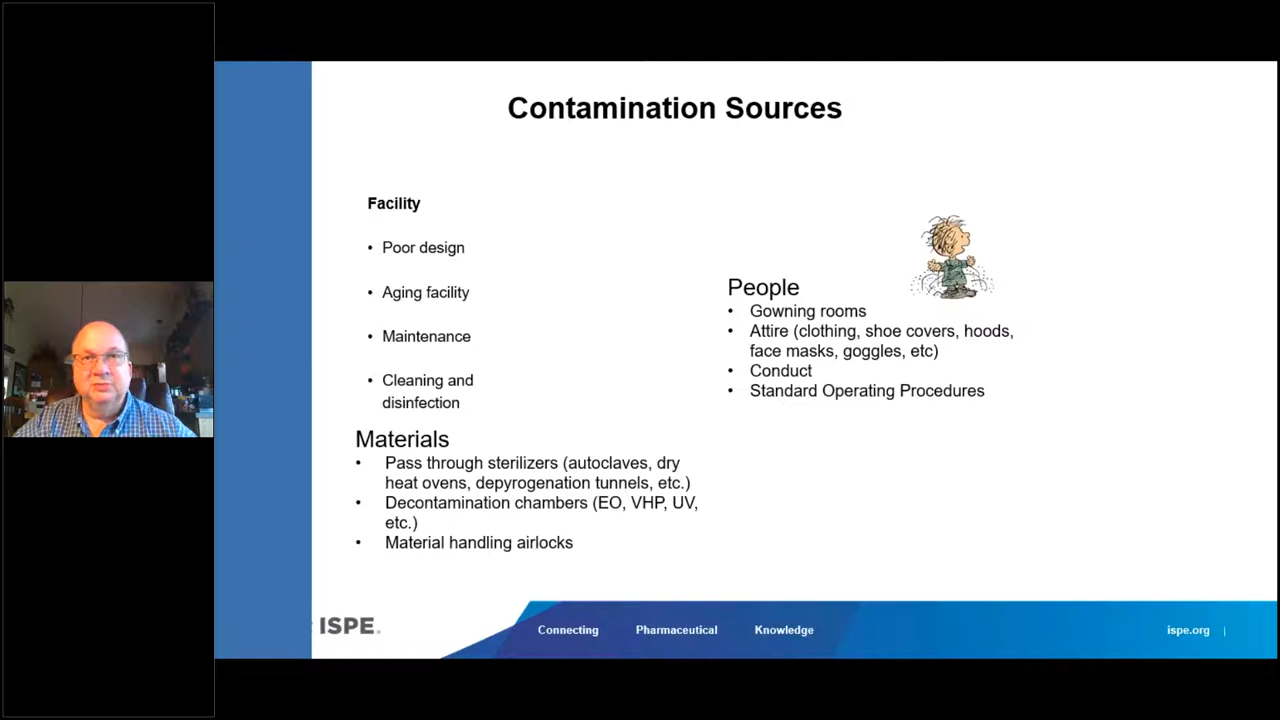 Contamination Sources
Facility
• Poor design
• Aging facility
• Maintenance
• Cleaning and
disinfection
Materials
• Pass through sterilizers (autoclaves, dry
heat ovens, depyrogenation tunnels, etc.)
• Decontamination chambers (EO, VHP, UV,
etc.)
• Material handling airlocks
People
• Gowning rooms
• Attire (clothing, shoe covers, hoods,
face masks, goggles, etc)
• Conduct
• Standard Operating Procedures
ISPE.
Connecting Pharmaceutical Knowledge
ispe.org |